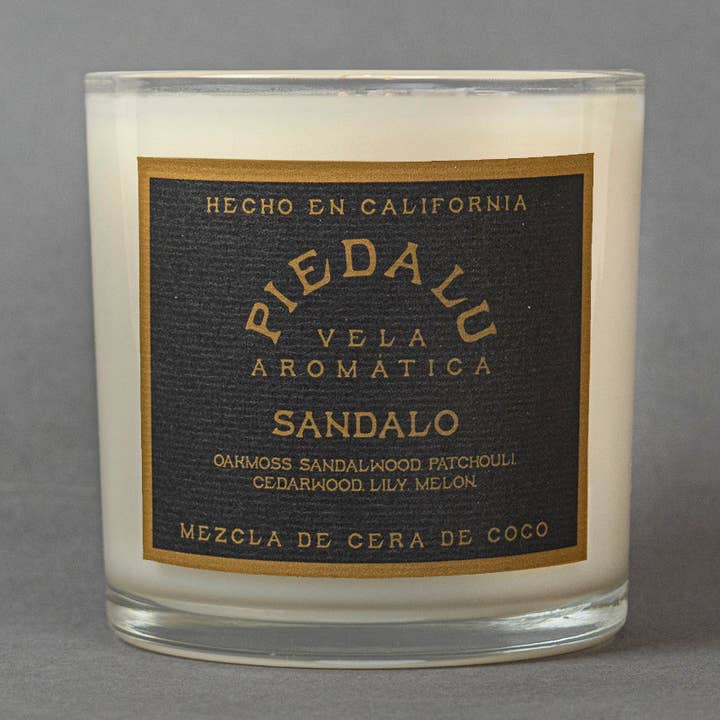 HECHO EN CALIFORNIA
PIEDALU
VELA
AROMÁTICA
SANDALO
OAKMOSS, SANDALWOOD, PATCHOULI,
CEDARWOOD, LILY, MELON.
MEZCLA DE CERA DE COCO